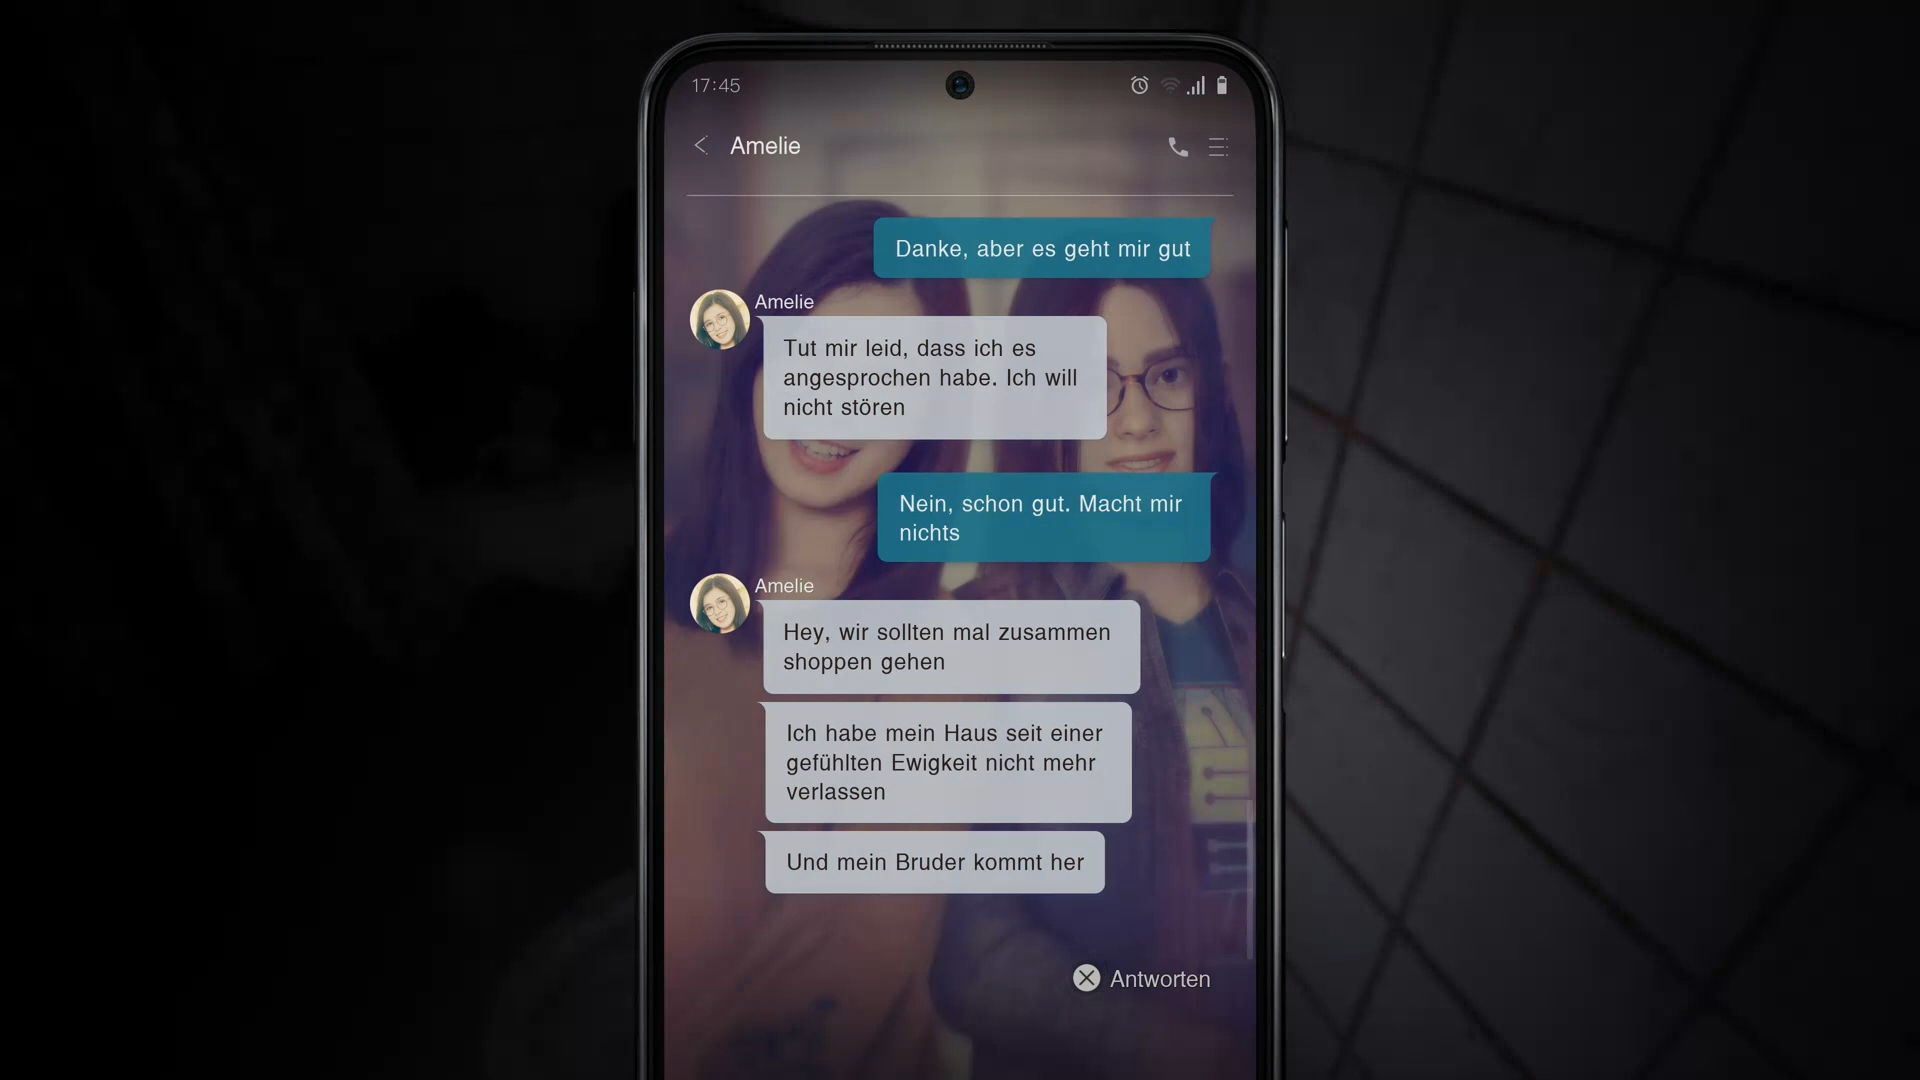 17:45
Amelie
Danke, aber es geht mir gut
Amelie
Tut mir leid, dass ich es
angesprochen habe. Ich will
nicht stören
Nein, schon gut. Macht mir
nichts
Amelie
Hey, wir sollten mal zusammen
shoppen gehen
Ich habe mein Haus seit einer
gefühlten Ewigkeit nicht mehr
verlassen
Und mein Bruder kommt her
Antworten